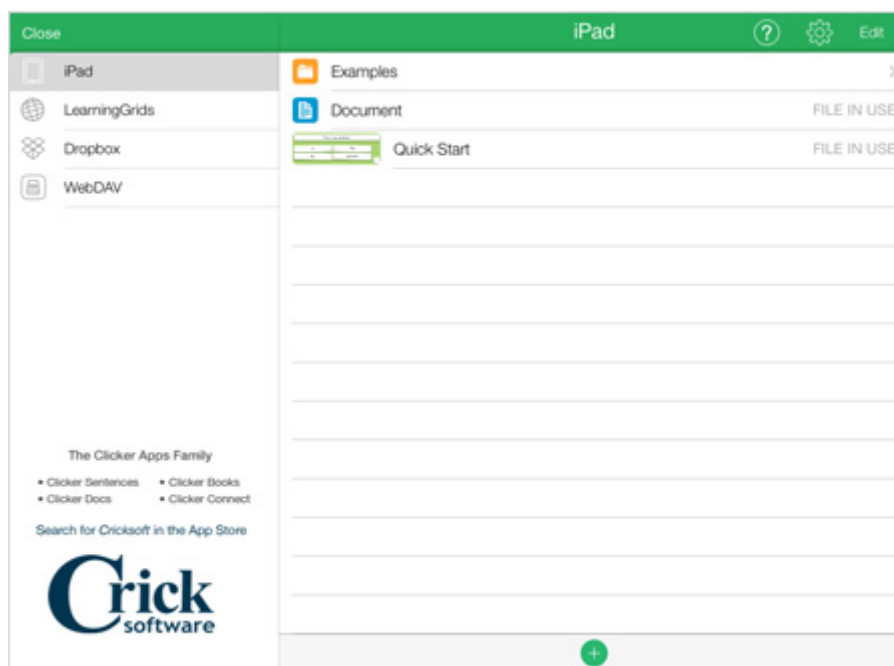 Close
iPad
?
Edit
iPad
LearningGrids
Dropbox
WebDAV
Examples
Document FILE IN USE
Quick Start FILE IN USE
The Clicker Apps Family
• Clicker Sentences • Clicker Books
• Clicker Docs • Clicker Connect
Search for Cricksoft in the App Store
Crick
software